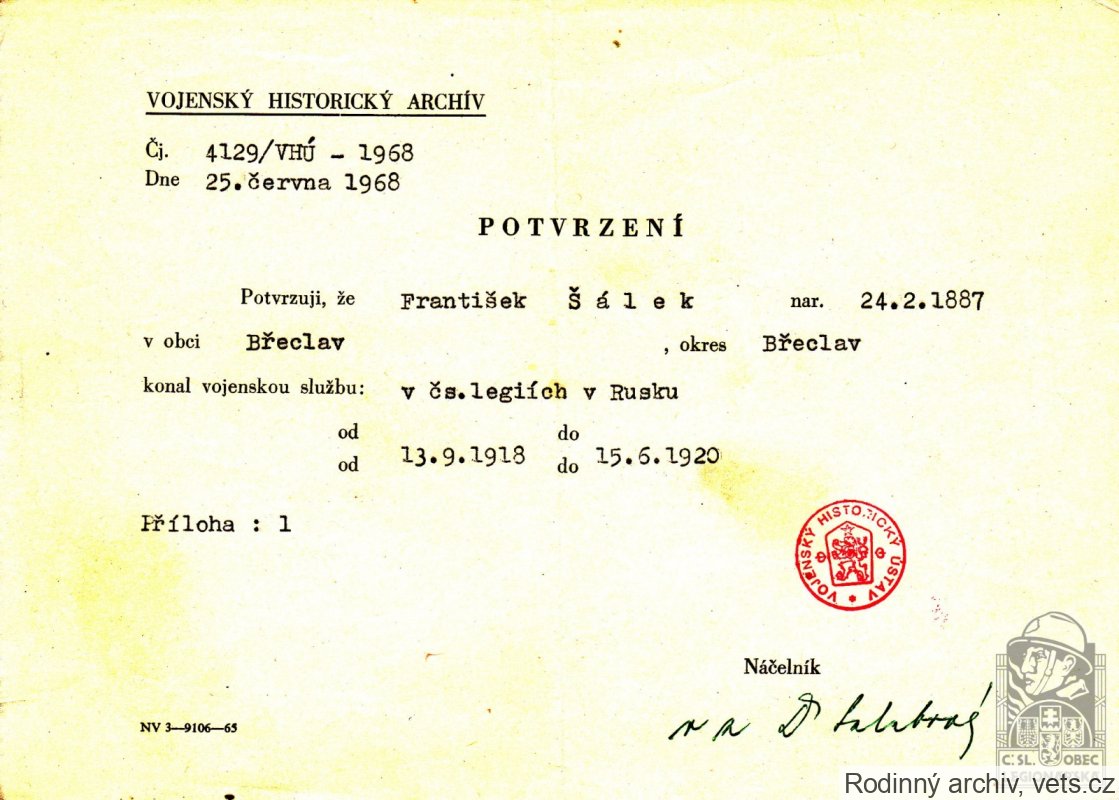 VOJENSKÝ HISTORICKÝ ARCHÍV
Čj. 4129/VHÚ - 1968
Dne 25.června 1968
POTVRZENÍ
Potvrzuji, že František Šálek nar. 24.2.1887
v obci Břeclav , okres Břeclav
konal vojenskou službu: v čs.legiích v Rusku
od do
od 13.9.1918 do 15.6.1920
Příloha : 1
VOJENSKÝ HISTORICKÝ ÚSTAV
Náčelník
NV 3—9106—65
Č.SL. OBEC
LEGIONÁŘSKÁ
Rodinný archiv, vets.cz